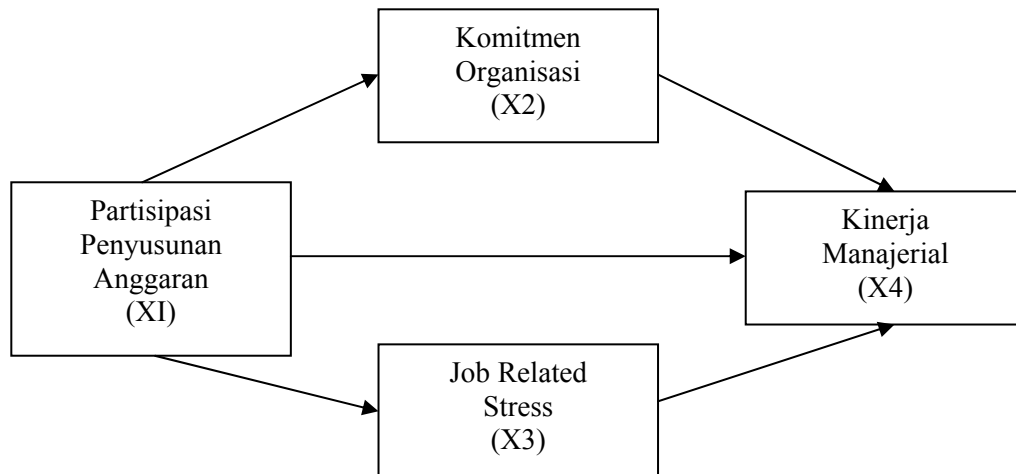 Komitmen
Organisasi
(X2)
Partisipasi
Penyusunan
Anggaran
(XI)
Kinerja
Manajerial
(X4)
Job Related
Stress
(X3)